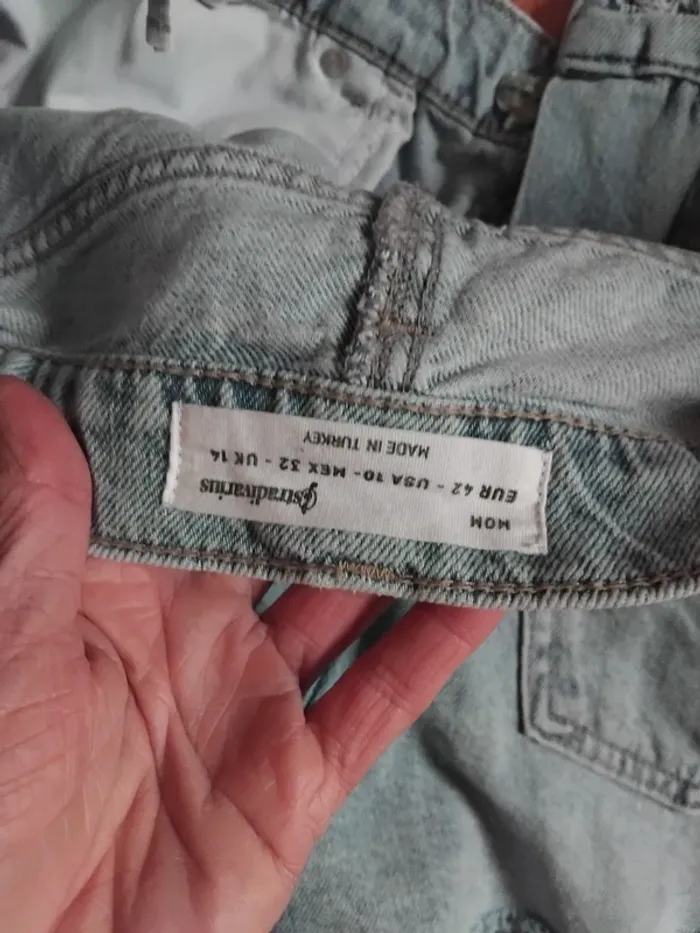 MOM
Stradivarius
EUR 42 - USA 10 - MEX 32 - UK 14
MADE IN TURKEY